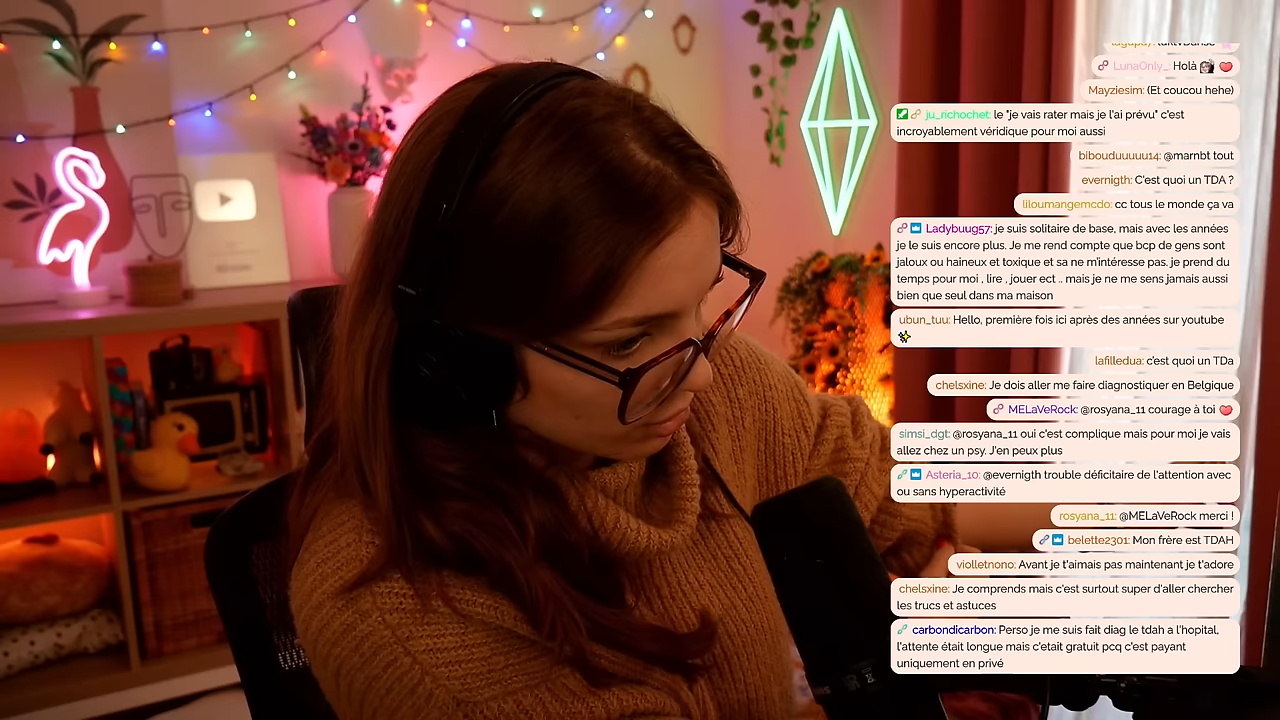 LunaOnly_: Holà
Mayziesim: (Et coucou hehe)
ju_richochet: le "je vais rater mais je l'ai prévu" c'est
incroyablement véridique pour moi aussi
bibouduuuuu14: @marnbt tout
evernigth: C'est quoi un TDA ?
liloumangemcdo: cc tous le monde ça va
Ladybuug57: je suis solitaire de base, mais avec les années
je le suis encore plus. Je me rend compte que bcp de gens sont
jaloux ou haineux et toxique et sa ne m'intéresse pas. je prend du
temps pour moi , lire , jouer ect .. mais je ne me sens jamais aussi
bien que seul dans ma maison
ubun_tuu: Hello, première fois ici après des années sur youtube
lafilledua: c'est quoi un TDa
chelsxine: Je dois aller me faire diagnostiquer en Belgique
MELaVeRock: @rosyana_11 courage à toi
simsi_dgt: @rosyana_11 oui c'est complique mais pour moi je vais
allez chez un psy. J'en peux plus
Asteria_10: @evernigth trouble déficitaire de l'attention avec
ou sans hyperactivité
rosyana_11: @MELaVeRock merci !
belette2301: Mon frère est TDAH
violletnono: Avant je t'aimais pas maintenant je t'adore
chelsxine: Je comprends mais c'est surtout super d'aller chercher
les trucs et astuces
carbondicarbon: Perso je me suis fait diag le tdah a l'hopital,
l'attente était longue mais c'etait gratuit pcq c'est payant
uniquement en privé